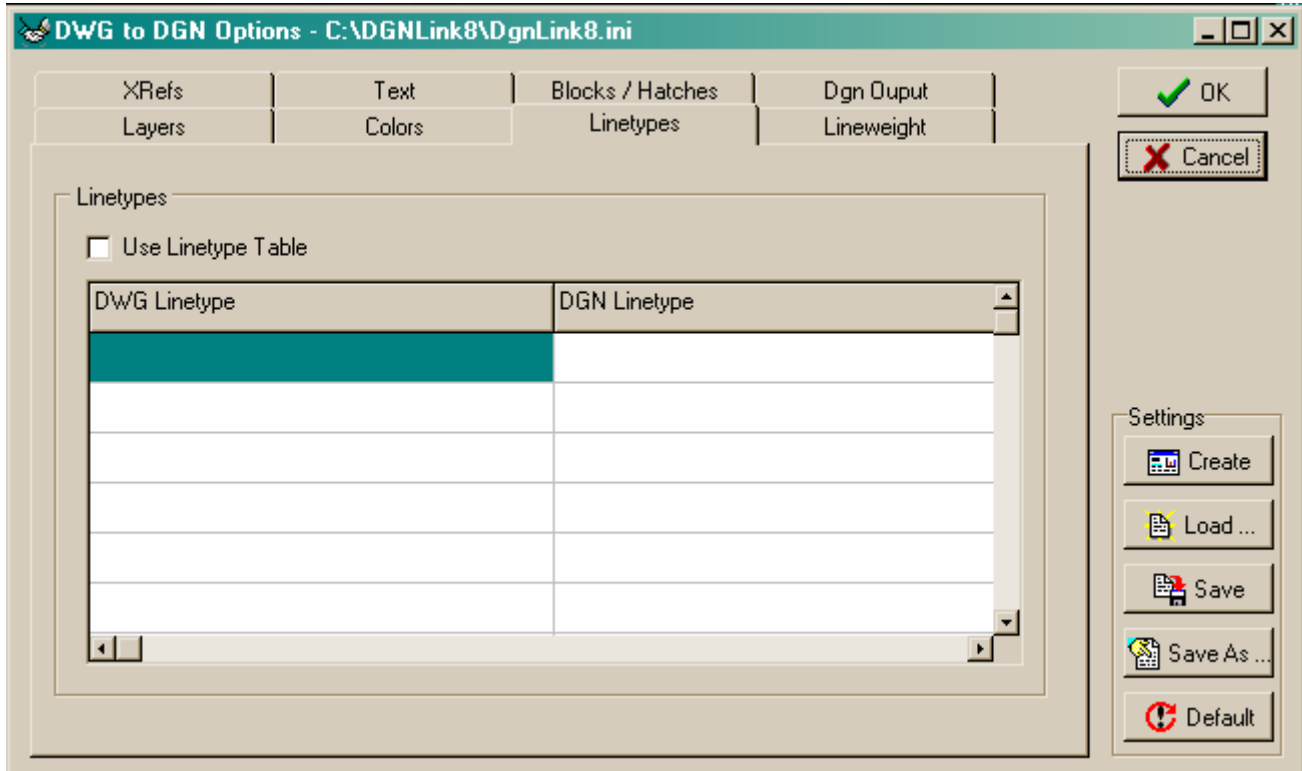 DWG to DGN Options - C:\DGNLink8\DgnLink8.ini
XRefs Text Blocks / Hatches Dgn Ouput
Layers Colors Linetypes Lineweight
OK
Cancel
Linetypes
Use Linetype Table
DWG Linetype DGN Linetype
Settings
Create
Load ...
Save
Save As ...
Default